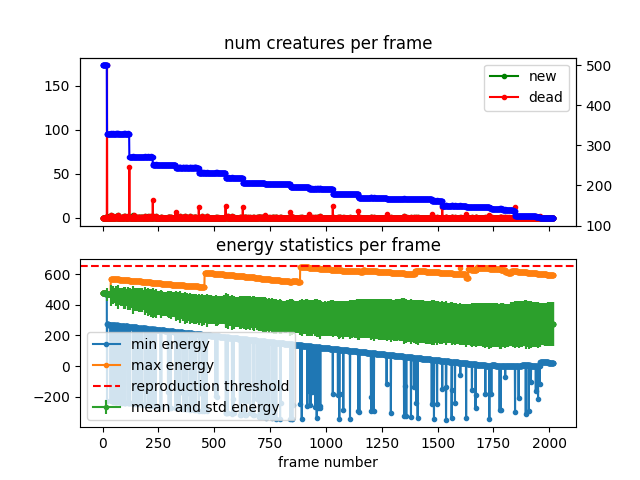 num creatures per frame
150
100
50
0
new
dead
500
400
300
200
100
energy statistics per frame
600
400
200
0
−200
min energy
max energy
reproduction threshold
mean and std energy
0 250 500 750 1000 1250 1500 1750 2000
frame number